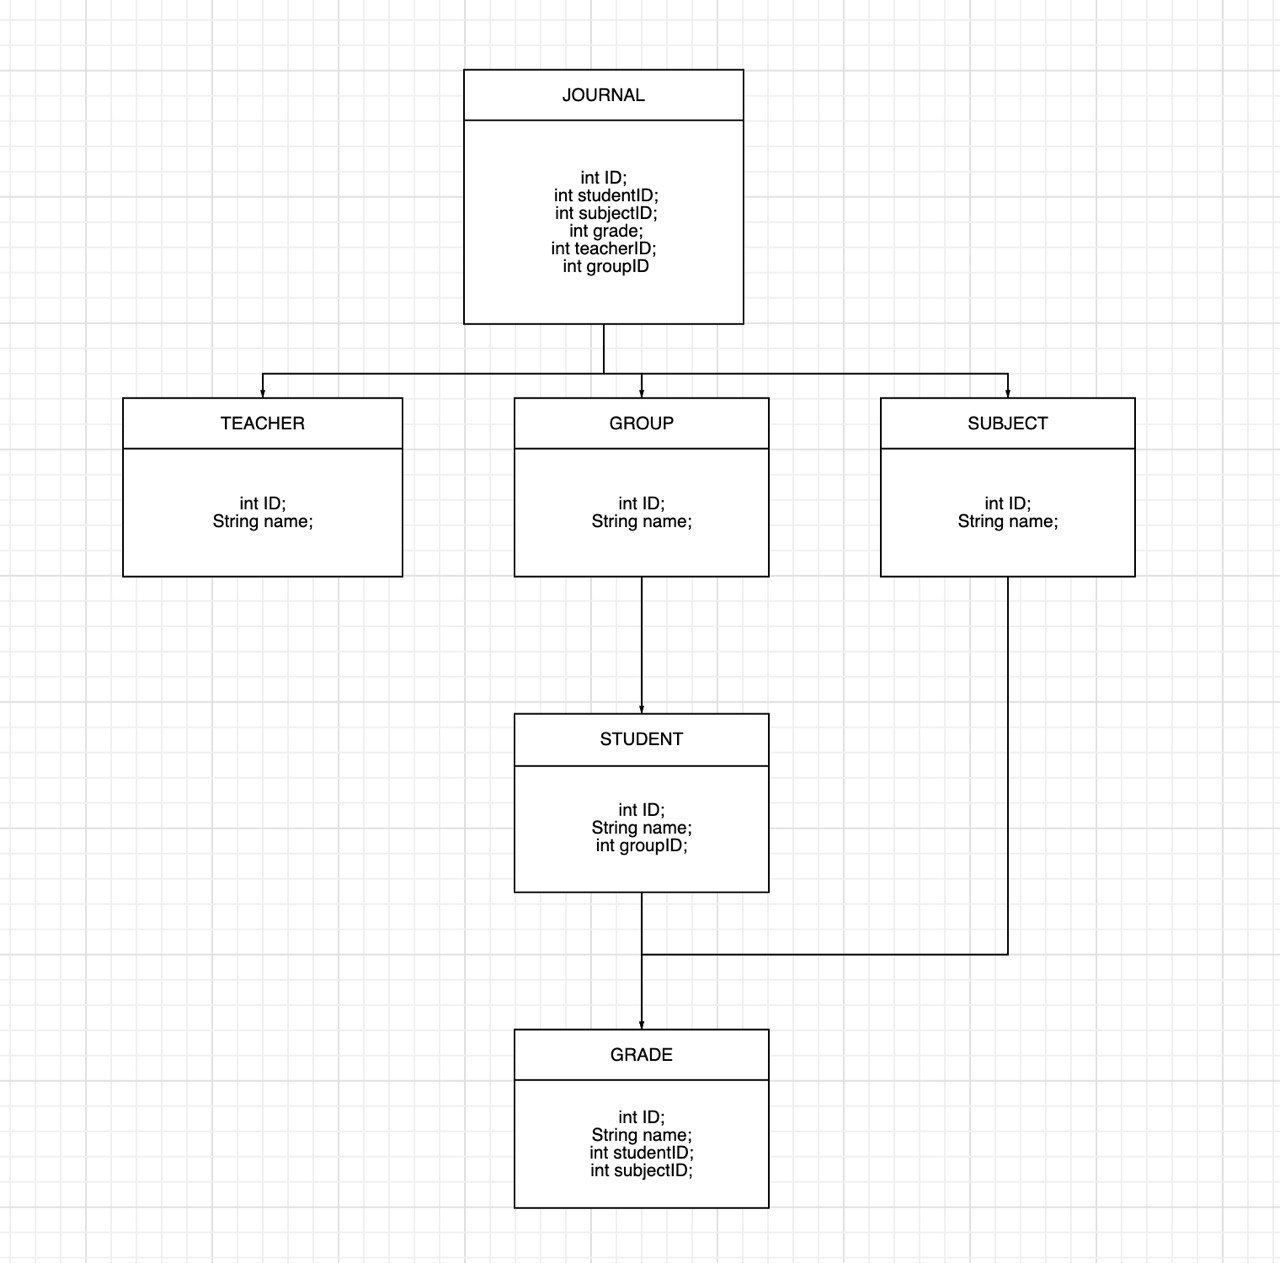 JOURNAL
int ID;
int studentID;
int subjectID;
int grade;
int teacherID;
int groupID
TEACHER
int ID;
String name;
GROUP
int ID;
String name;
SUBJECT
int ID;
String name;
STUDENT
int ID;
String name;
int groupID;
GRADE
int ID;
String name;
int studentID;
int subjectID;